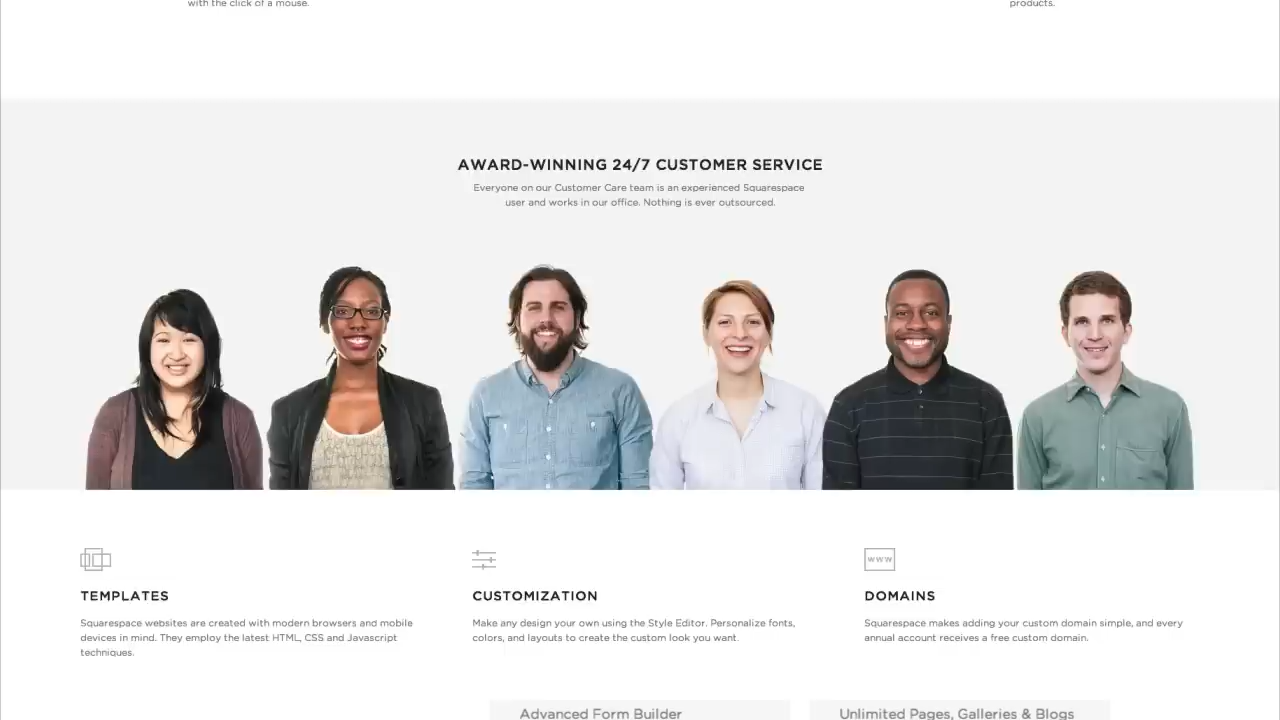 with the click of a mouse.
products.
AWARD-WINNING 24/7 CUSTOMER SERVICE
Everyone on our Customer Care team is an experienced Squarespace
user and works in our office. Nothing is ever outsourced.
WWW
TEMPLATES
Squarespace websites are created with modern browsers and mobile
devices in mind. They employ the latest HTML, CSS and Javascript
techniques.
CUSTOMIZATION
Make any design your own using the Style Editor. Personalize fonts,
colors, and layouts to create the custom look you want.
DOMAINS
Squarespace makes adding your custom domain simple, and every
annual account receives a free custom domain.
Advanced Form Builder
Unlimited Pages, Galleries & Blogs